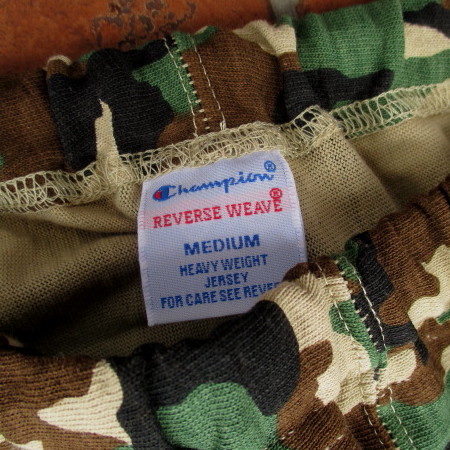 Champion®
REVERSE WEAVE®
MEDIUM
HEAVY WEIGHT
JERSEY
FOR CARE SEE REVE